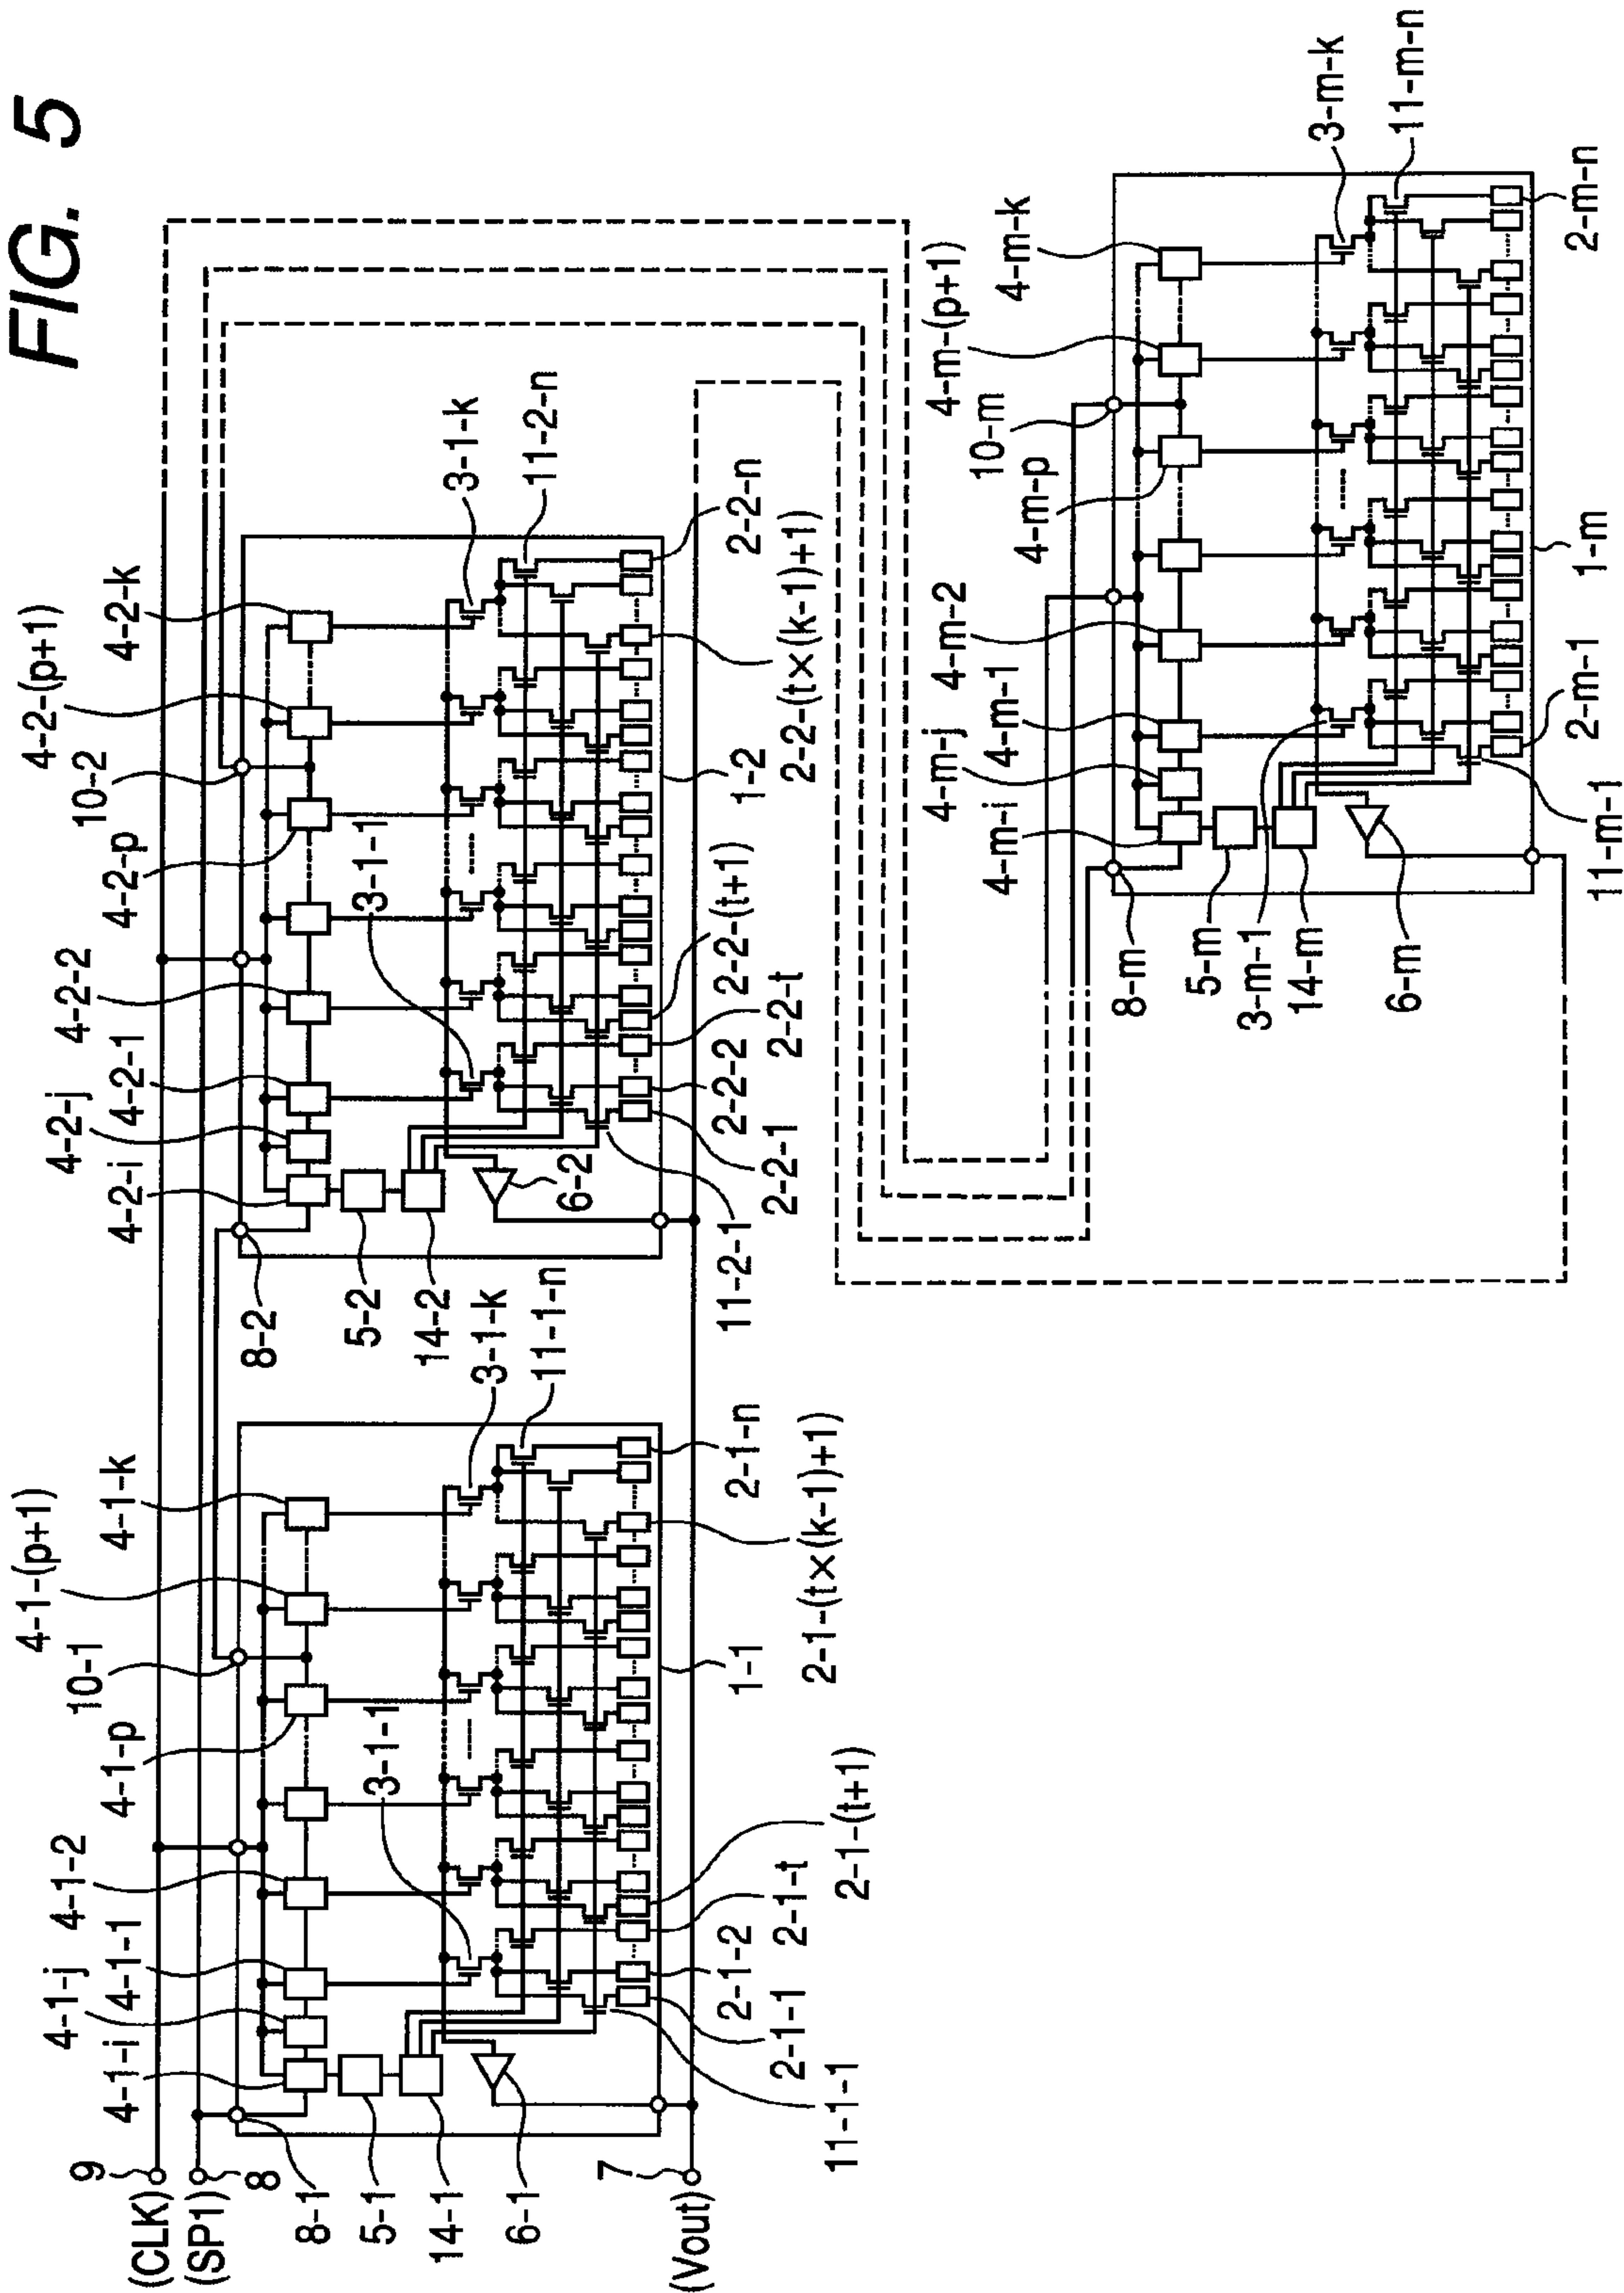 FIG. 5
9
(CLK)
(SP1)
8
8-1
5-1
14-1
6-1
7
(Vout)
4-1-i
4-1-j
4-1-1
4-1-2
4-1-p
10-1
4-1-(p+1)
4-1-k
3-1-1
3-1-k
11-1-n
11-1-1
2-1-1
2-1-2
2-1-t
2-1-(t+1)
1-1
2-1-(t×(k-1)+1)
2-1-n
8-2
5-2
14-2
6-2
4-2-i
4-2-j
4-2-1
4-2-2
4-2-p
10-2
4-2-(p+1)
4-2-k
3-1-1
3-1-k
11-2-n
11-2-1
2-2-1
2-2-2
2-2-t
2-2-(t+1)
1-2
2-2-(t×(k-1)+1)
2-2-n
8-m
5-m
3-m-1
14-m
6-m
4-m-i
4-m-j
4-m-1
4-m-2
4-m-p
10-m
4-m-(p+1)
4-m-k
3-m-k
11-m-n
11-m-1
2-m-1
1-m
2-m-n